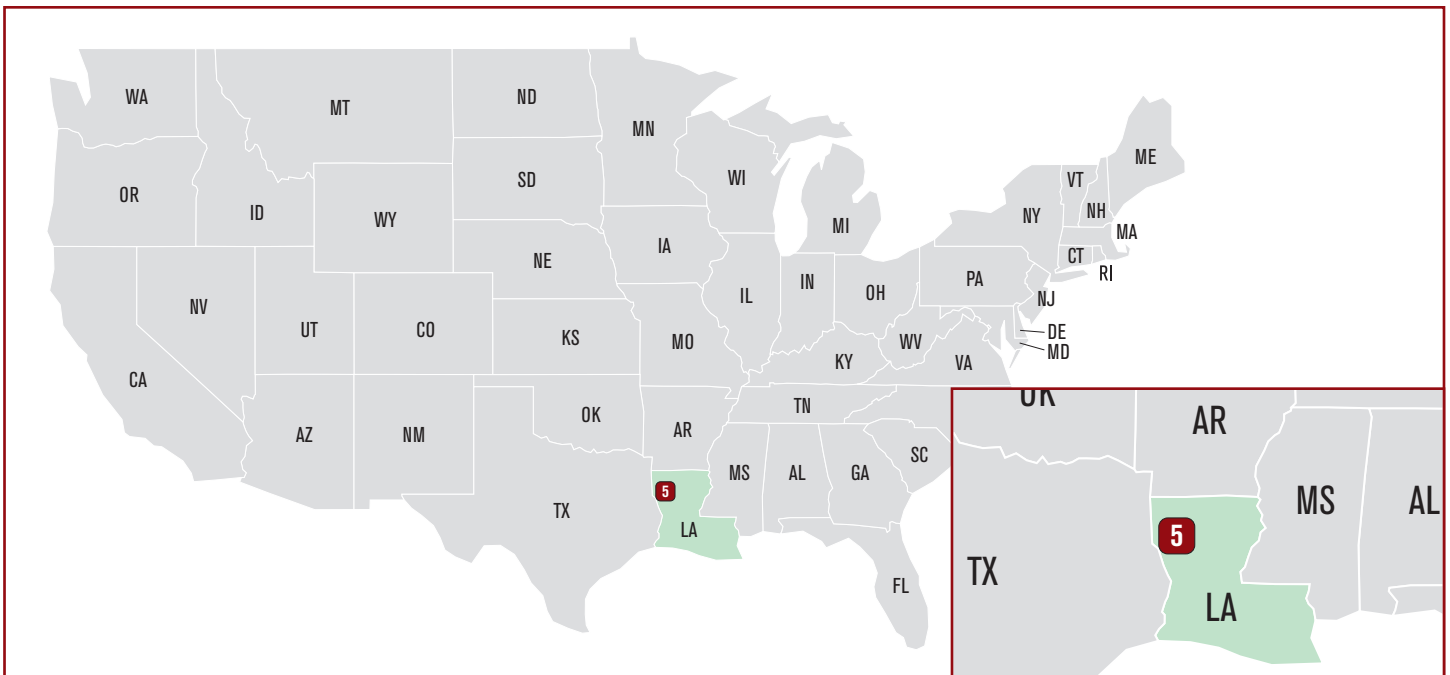 WA
MT
ND
MN
ME
OR
ID
WY
SD
WI
MI
VT
NH
NY
MA
CT
RI
NV
UT
CO
NE
IA
IL
IN
OH
PA
NJ
DE
MD
CA
KS
MO
KY
WV
VA
AZ
NM
OK
AR
TN
SC
TX
5
LA
MS
AL
GA
FL
OK
AR
MS
AL
5
TX
LA